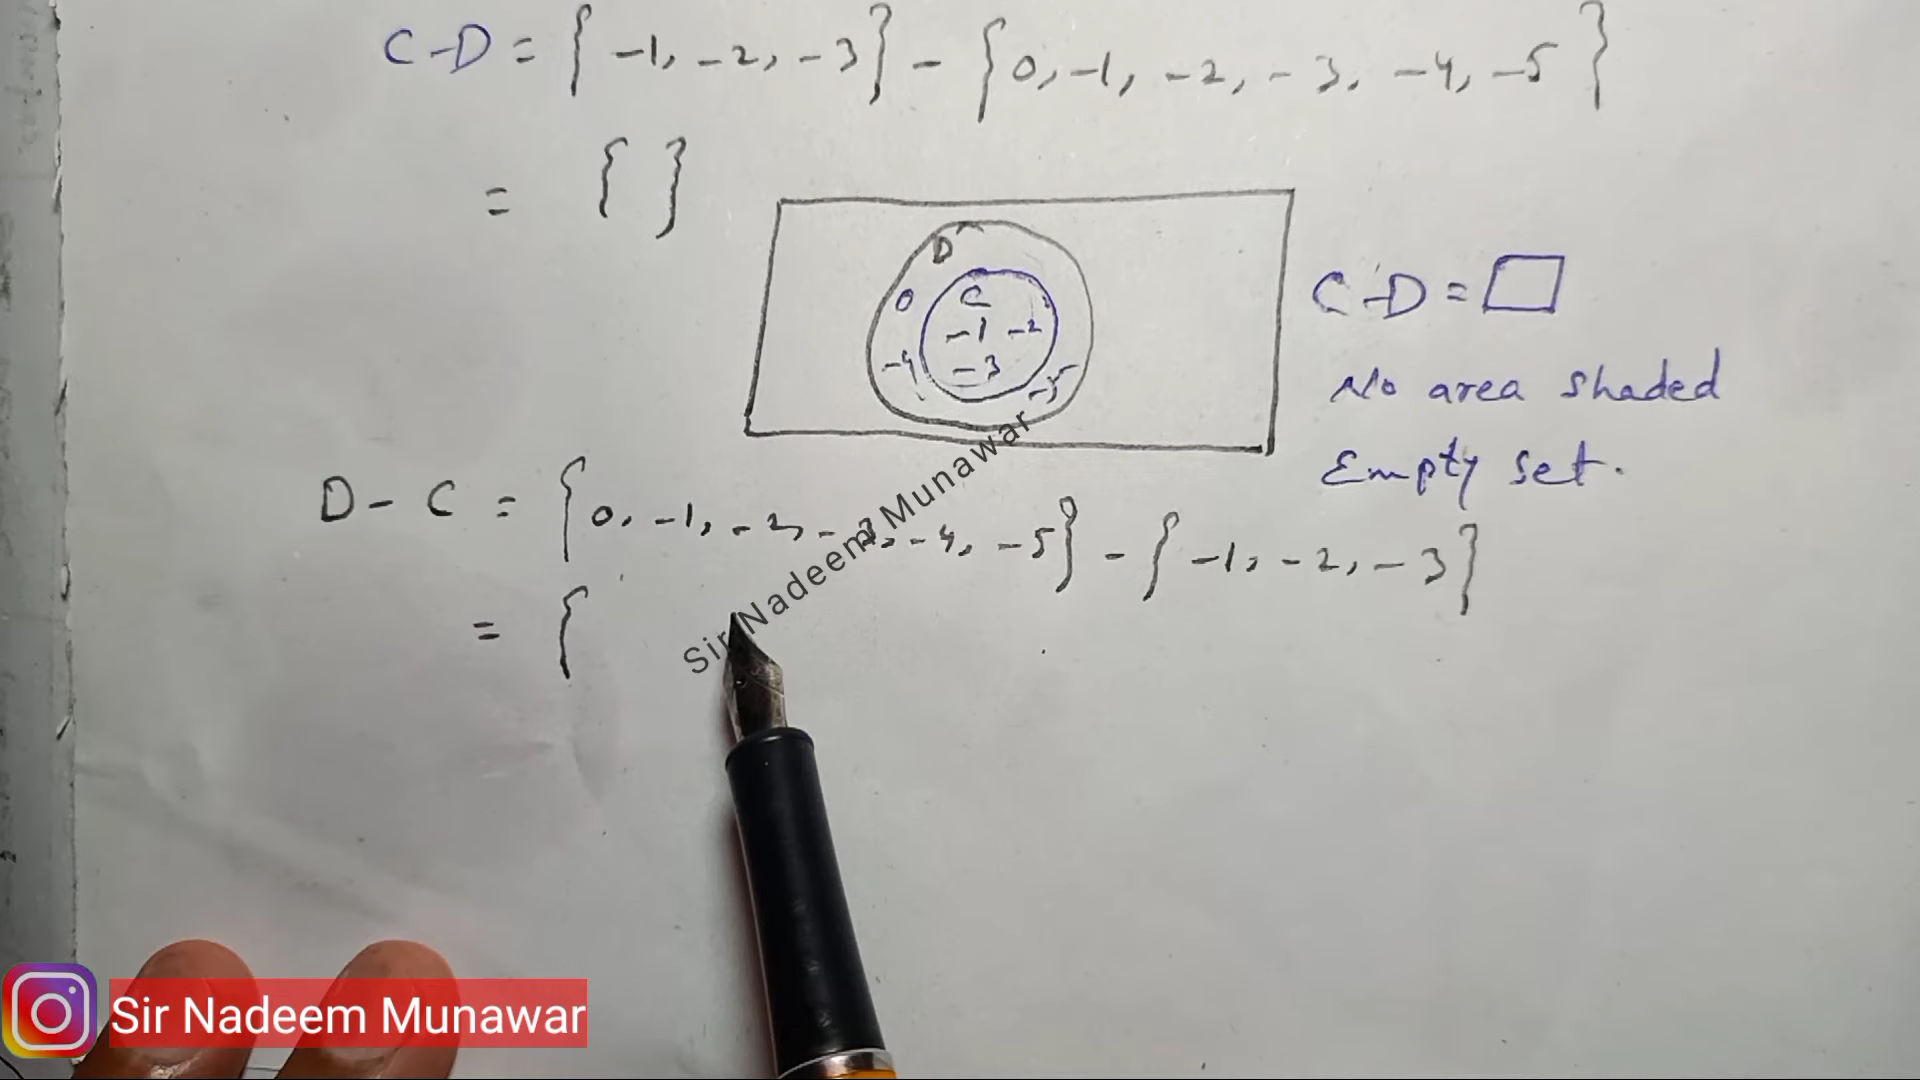 C-D = { -1, -2, -3} - {0, -1, -2, -3, -4, -5}
= { }
D
0 C
-1 -2
-4 -3 -5
C-D = □
No area shaded
Empty set.
D - C = {0, -1, -2, -3, -4, -5} - { -1, -2, -3}
= {
Sir Nadeem Munawar
Sir Nadeem Munawar